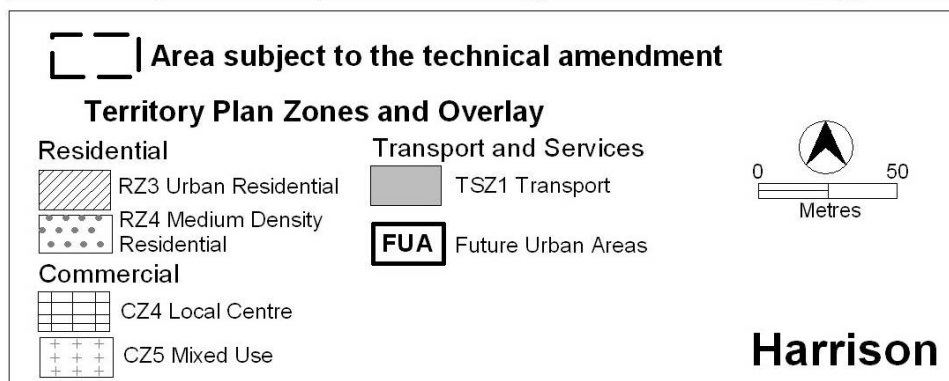 Area subject to the technical amendment
Territory Plan Zones and Overlay
Residential
RZ3 Urban Residential
RZ4 Medium Density
Residential
Commercial
CZ4 Local Centre
CZ5 Mixed Use
Transport and Services
TSZ1 Transport
FUA Future Urban Areas
0 50
Metres
Harrison